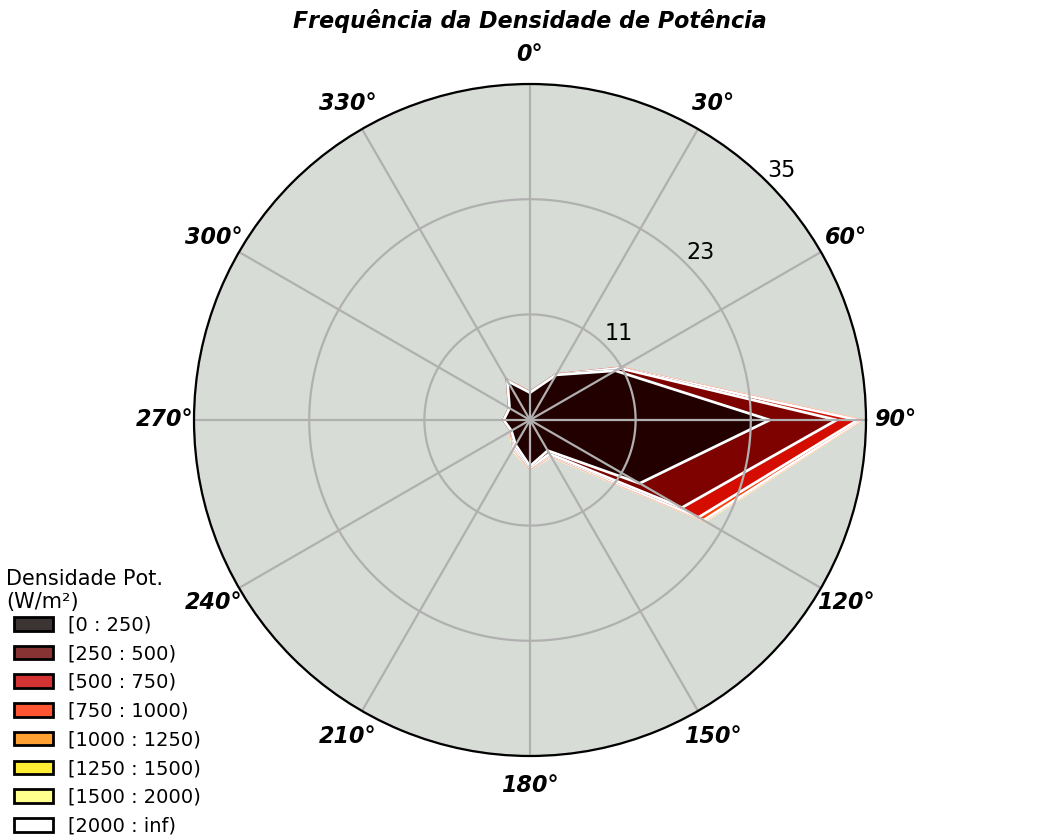 Frequência da Densidade de Potência
0°
330°
30°
35
300°
60°
23
11
270°
90°
240°
120°
210°
150°
180°
Densidade Pot.
(W/m²)
[0 : 250)
[250 : 500)
[500 : 750)
[750 : 1000)
[1000 : 1250)
[1250 : 1500)
[1500 : 2000)
[2000 : inf)